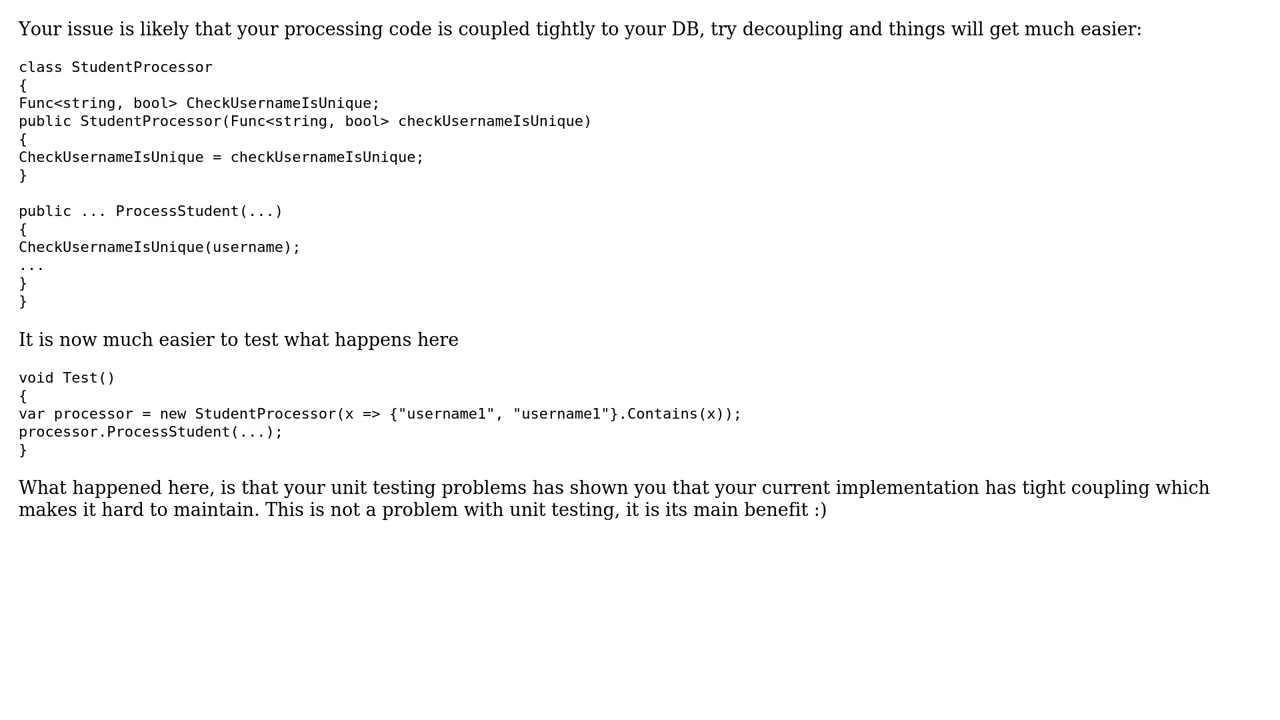 Your issue is likely that your processing code is coupled tightly to your DB, try decoupling and things will get much easier:
class StudentProcessor
{
Func<string, bool> CheckUsernameIsUnique;
public StudentProcessor(Func<string, bool> checkUsernameIsUnique)
{
CheckUsernameIsUnique = checkUsernameIsUnique;
}
public ... ProcessStudent(...)
{
CheckUsernameIsUnique(username);
...
}
}
It is now much easier to test what happens here
void Test()
{
var processor = new StudentProcessor(x => {"username1", "username1"}.Contains(x));
processor.ProcessStudent(...);
}
What happened here, is that your unit testing problems has shown you that your current implementation has tight coupling which
makes it hard to maintain. This is not a problem with unit testing, it is its main benefit :)